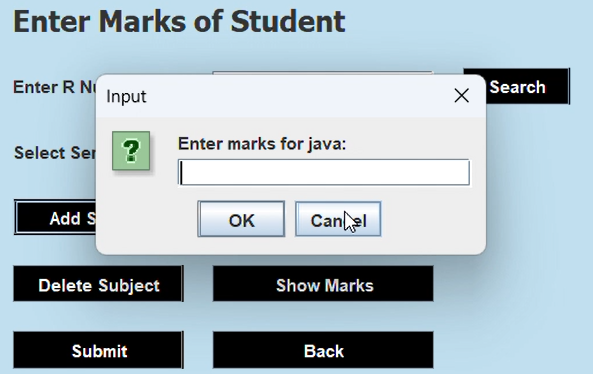 Enter Marks of Student
Enter R
Search
Input
Enter marks for java:
Select
OK
Cancel
Add
Delete Subject
Show Marks
Submit
Back